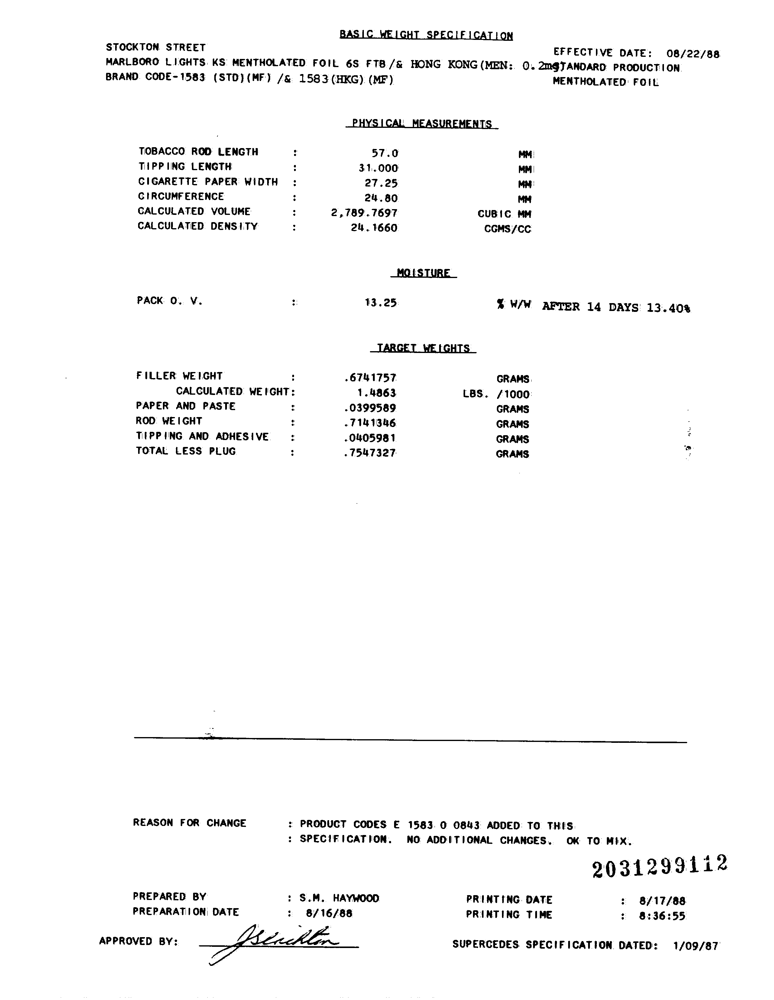 BASIC WEIGHT SPECIFICATION
STOCKTON STREET
EFFECTIVE DATE: 08/22/88
MARLBORO LIGHTS KS MENTHOLATED FOIL 6S FTB/& HONG KONG(MEN: 0.2mg)
STANDARD PRODUCTION
BRAND CODE-1583 (STD)(MF) /& 1583(HKG)(MF)
MENTHOLATED FOIL
PHYSICAL MEASUREMENTS
TOBACCO ROD LENGTH : 57.0 MM
TIPPING LENGTH : 31.000 MM
CIGARETTE PAPER WIDTH : 27.25 MM
CIRCUMFERENCE : 24.80 MM
CALCULATED VOLUME : 2,789.7697 CUBIC MM
CALCULATED DENSITY : 24.1660 CGMS/CC
MOISTURE
PACK O. V. : 13.25 % W/W AFTER 14 DAYS 13.40%
TARGET WEIGHTS
FILLER WEIGHT : .6741757 GRAMS
CALCULATED WEIGHT: 1.4863 LBS. /1000
PAPER AND PASTE : .0399589 GRAMS
ROD WEIGHT : .7141346 GRAMS
TIPPING AND ADHESIVE : .0405981 GRAMS
TOTAL LESS PLUG : .7547327 GRAMS
REASON FOR CHANGE : PRODUCT CODES E 1583 0 0843 ADDED TO THIS
: SPECIFICATION. NO ADDITIONAL CHANGES. OK TO MIX.
2031299112
PREPARED BY : S.M. HAYWOOD
PRINTING DATE : 8/17/88
PREPARATION DATE : 8/16/88
PRINTING TIME : 8:36:55
APPROVED BY:
SUPERCEDES SPECIFICATION DATED: 1/09/87